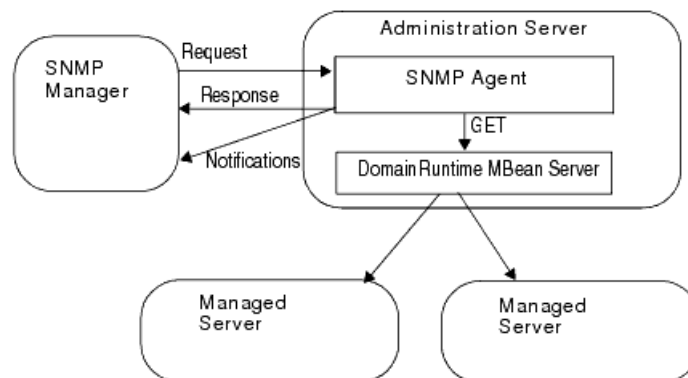 Administration Server
SNMP
Manager
Request
SNMP Agent
Response
GET
Notifications
Domain Runtime MBean Server
Managed
Server
Managed
Server